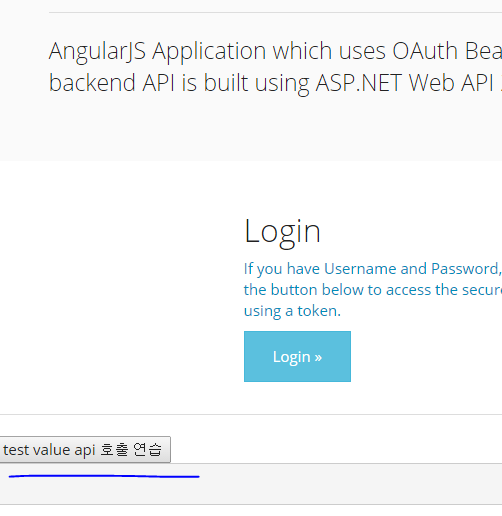 AngularJS Application which uses OAuth Bea
backend API is built using ASP.NET Web API
Login
If you have Username and Password,
the button below to access the secure
using a token.
Login »
test value api 호출 연습